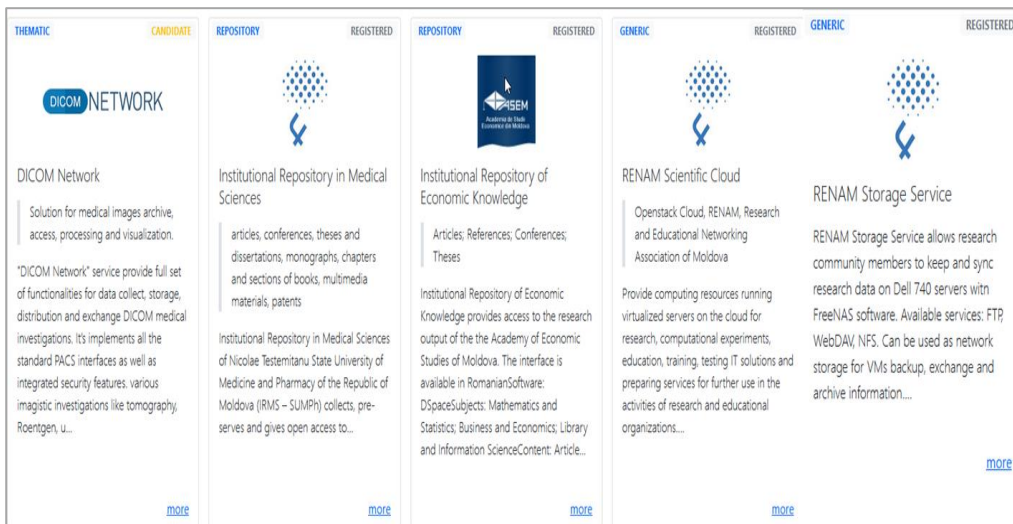 THEMATIC
CANDIDATE
DICOM NETWORK
DICOM Network
Solution for medical images archive,
access, processing and visualization.
"DICOM Network" service provide full set
of functionalities for data collect, storage,
distribution and exchange DICOM medical
investigations. It's implements all the
standard PACS interfaces as well as
integrated security features. various
imagistic investigations like tomography,
Roentgen, u...
more
REPOSITORY
REGISTERED
Institutional Repository in Medical
Sciences
articles, conferences, theses and
dissertations, monographs, chapters
and sections of books, multimedia
materials, patents
Institutional Repository in Medical Sciences
of Nicolae Testemitanu State University of
Medicine and Pharmacy of the Republic of
Moldova (IRMS – SUMPh) collects, pre-
serves and gives open access to...
more
REPOSITORY
REGISTERED
ASEM
Academia de Studii
Economice din Moldova
Institutional Repository of
Economic Knowledge
Articles; References; Conferences;
Theses
Institutional Repository of Economic
Knowledge provides access to the research
output of the the Academy of Economic
Studies of Moldova. The interface is
available in RomanianSoftware:
DSpaceSubjects: Mathematics and
Statistics; Business and Economics; Library
and Information ScienceContent: Article...
more
GENERIC
REGISTERED
RENAM Scientific Cloud
Openstack Cloud, RENAM, Research
and Educational Networking
Association of Moldova
Provide computing resources running
virtualized servers on the cloud for
research, computational experiments,
education, training, testing IT solutions and
preparing services for further use in the
activities of research and educational
organizations....
more
GENERIC
REGISTERED
RENAM Storage Service
RENAM Storage Service allows research
community members to keep and sync
research data on Dell 740 servers witn
FreeNAS software. Available services: FTP,
WebDAV, NFS. Can be used as network
storage for VMs backup, exchange and
archive information....
more